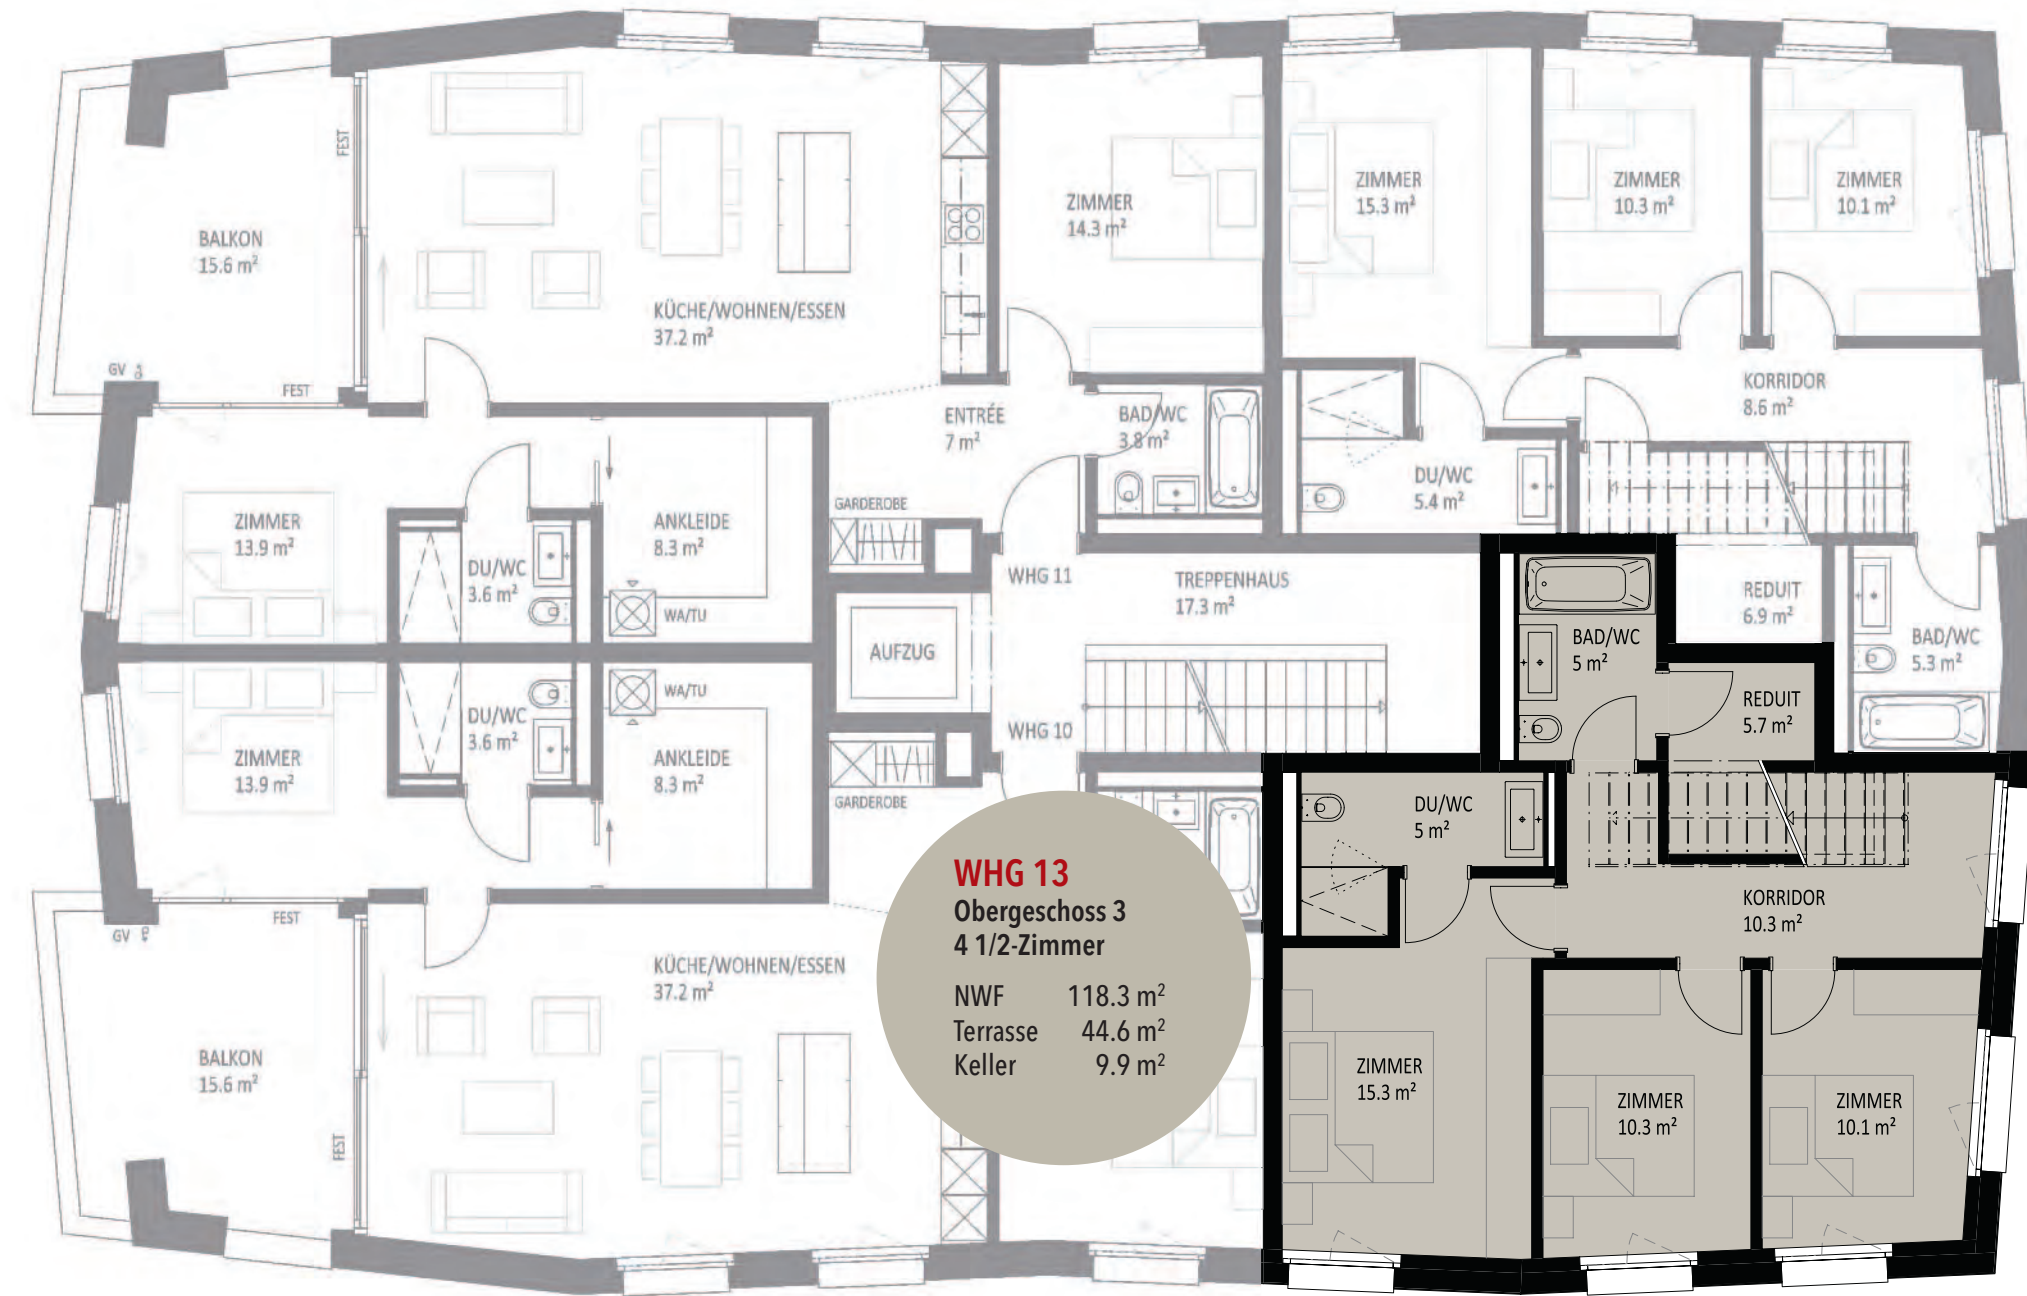 FEST
BALKON
15.6 m²
KÜCHE/WOHNEN/ESSEN
37.2 m²
GV
FEST
ZIMMER
14.3 m²
ZIMMER
15.3 m²
ZIMMER
10.3 m²
ZIMMER
10.1 m²
KORRIDOR
8.6 m²
ENTRÉE
7 m²
BAD/WC
3.8 m²
DU/WC
5.4 m²
GARDEROBE
ZIMMER
13.9 m²
DU/WC
3.6 m²
ANKLEIDE
8.3 m²
WA/TU
WHG 11
TREPPENHAUS
17.3 m²
REDUIT
6.9 m²
BAD/WC
5.3 m²
AUFZUG
BAD/WC
5 m²
REDUIT
5.7 m²
WA/TU
DU/WC
3.6 m²
ZIMMER
13.9 m²
ANKLEIDE
8.3 m²
WHG 10
GARDEROBE
DU/WC
5 m²
KORRIDOR
10.3 m²
WHG 13
Obergeschoss 3
4 1/2-Zimmer
NWF 118.3 m²
Terrasse 44.6 m²
Keller 9.9 m²
FEST
GV
KÜCHE/WOHNEN/ESSEN
37.2 m²
BALKON
15.6 m²
FEST
ZIMMER
15.3 m²
ZIMMER
10.3 m²
ZIMMER
10.1 m²